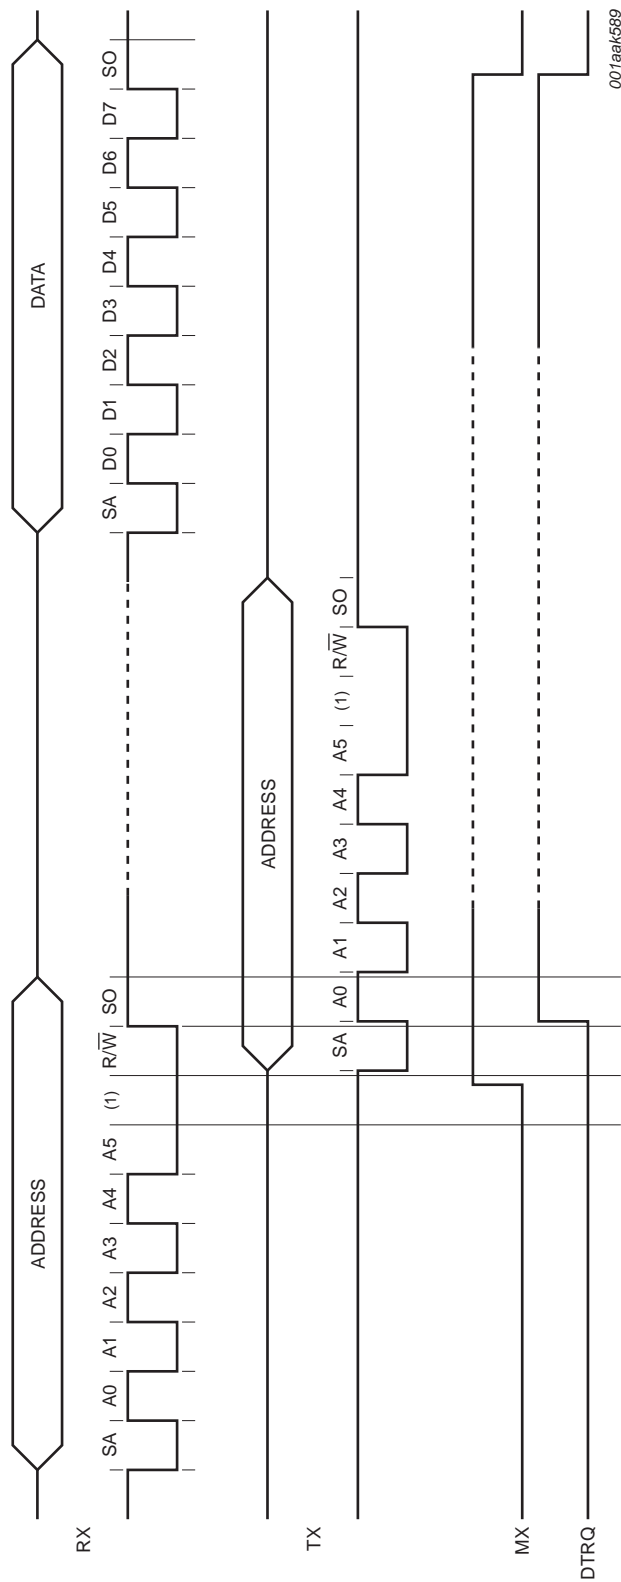 ADDRESS
DATA
RX
SA A0 A1 A2 A3 A4 A5 (1) R/W̅ SO
SA D0 D1 D2 D3 D4 D5 D6 D7 SO
ADDRESS
TX
SA A0 A1 A2 A3 A4 A5 (1) R/W̅ SO
MX
DTRQ
001aak589